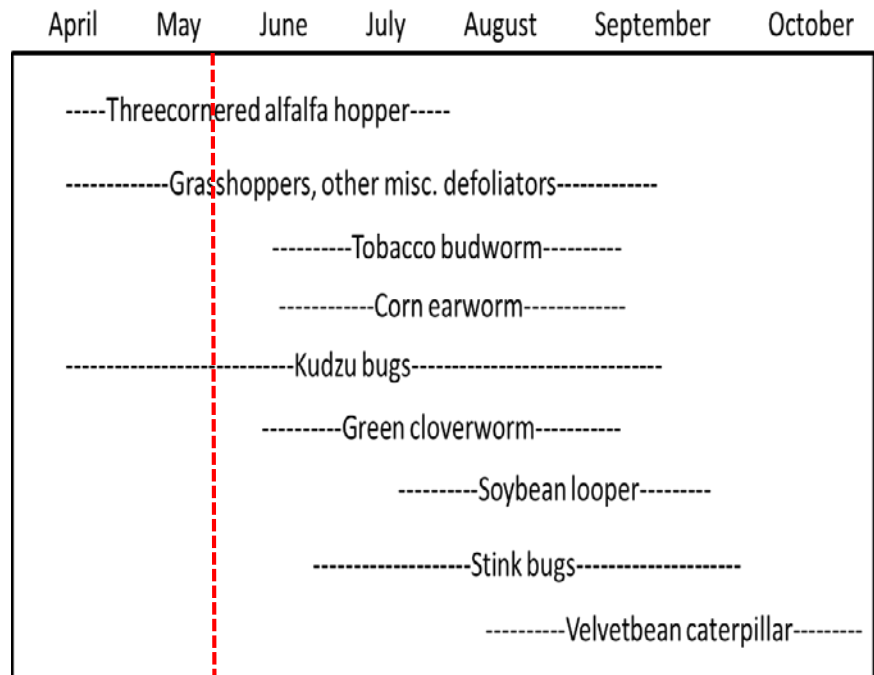 April May June July August September October
-----Threecornered alfalfa hopper-----
-------------Grasshoppers, other misc. defoliators-------------
----------Tobacco budworm----------
------------Corn earworm-------------
-----------------------------Kudzu bugs--------------------------------
----------Green cloverworm-----------
----------Soybean looper---------
--------------------Stink bugs---------------------
----------Velvetbean caterpillar---------